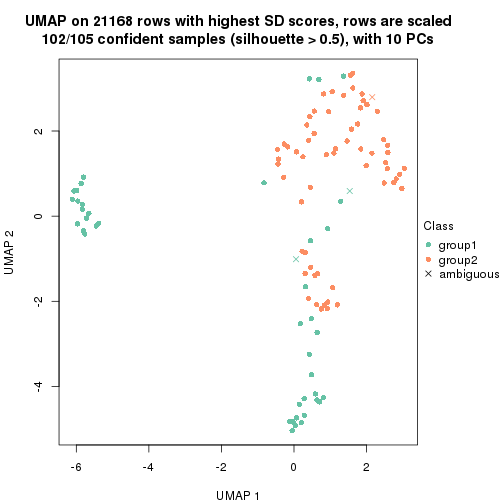 UMAP on 21168 rows with highest SD scores, rows are scaled
102/105 confident samples (silhouette > 0.5), with 10 PCs
UMAP 2
2
0
-2
-4
-6
-4
-2
0
2
UMAP 1
Class
group1
group2
ambiguous